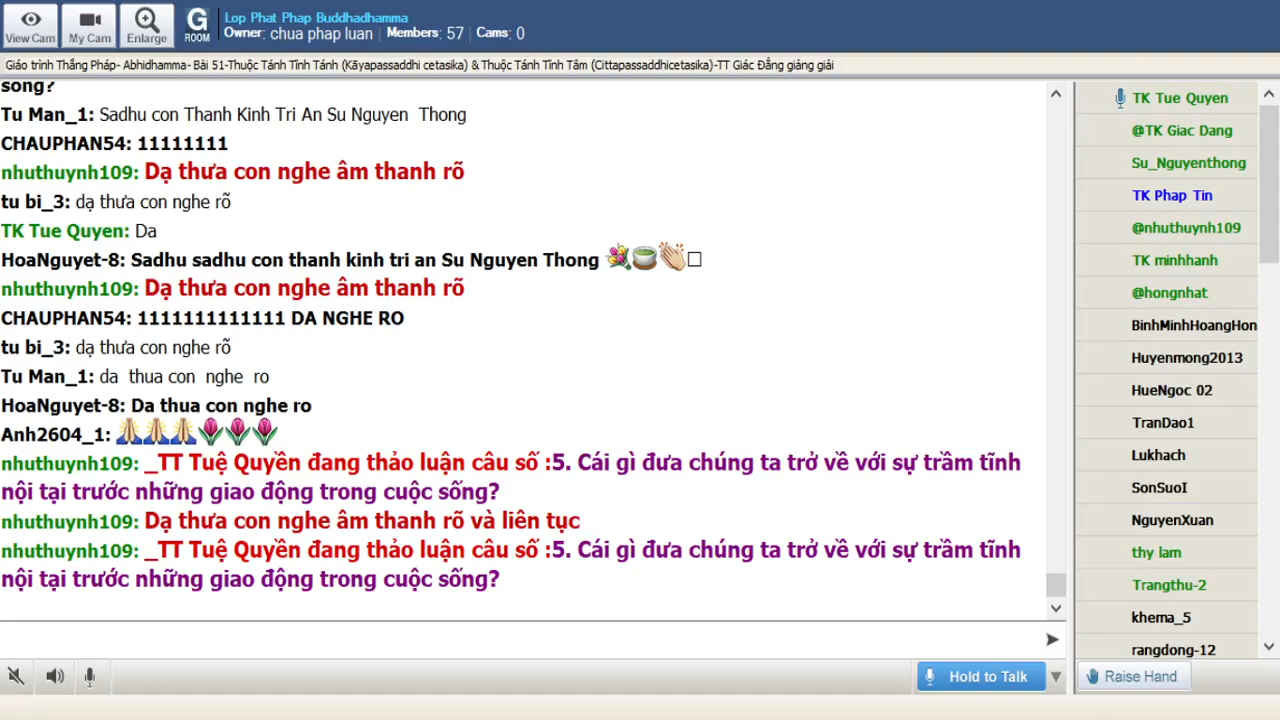 View Cam
My Cam
Enlarge
G
ROOM
Lop Phat Phap Buddhadhamma
Owner: chua phap luan | Members: 57 | Cams: 0
Giáo trình Thắng Pháp- Abhidhamma- Bài 51-Thuộc Tánh Tĩnh Tánh (Kāyapassaddhi cetasika) & Thuộc Tánh Tĩnh Tâm (Cittapassaddhicetasika)-TT Giác Đẳng giảng giải
sống?
Tu Man_1: Sadhu con Thanh Kinh Tri An Su Nguyen Thong
CHAUPHAN54: 11111111
nhuthuynh109: Dạ thưa con nghe âm thanh rõ
tu bi_3: dạ thưa con nghe rõ
TK Tue Quyen: Da
HoaNguyet-8: Sadhu sadhu con thanh kinh tri an Su Nguyen Thong
nhuthuynh109: Dạ thưa con nghe âm thanh rõ
CHAUPHAN54: 1111111111111 DA NGHE RO
tu bi_3: dạ thưa con nghe rõ
Tu Man_1: da thua con nghe ro
HoaNguyet-8: Da thua con nghe ro
Anh2604_1: 🙏🙏🙏🌷🌷🌷
nhuthuynh109: _TT Tuệ Quyền đang thảo luận câu số :5. Cái gì đưa chúng ta trở về với sự trầm tĩnh
nội tại trước những giao động trong cuộc sống?
nhuthuynh109: Dạ thưa con nghe âm thanh rõ và liên tục
nhuthuynh109: _TT Tuệ Quyền đang thảo luận câu số :5. Cái gì đưa chúng ta trở về với sự trầm tĩnh
nội tại trước những giao động trong cuộc sống?
Hold to Talk
TK Tue Quyen
@TK Giac Dang
Su_Nguyenthong
TK Phap Tin
@nhuthuynh109
TK minhhanh
@hongnhat
BinhMinhHoangHon
Huyenmong2013
HueNgoc 02
TranDao1
Lukhach
SonSuoI
NguyenXuan
thy lam
Trangthu-2
khema_5
rangdong-12
Raise Hand